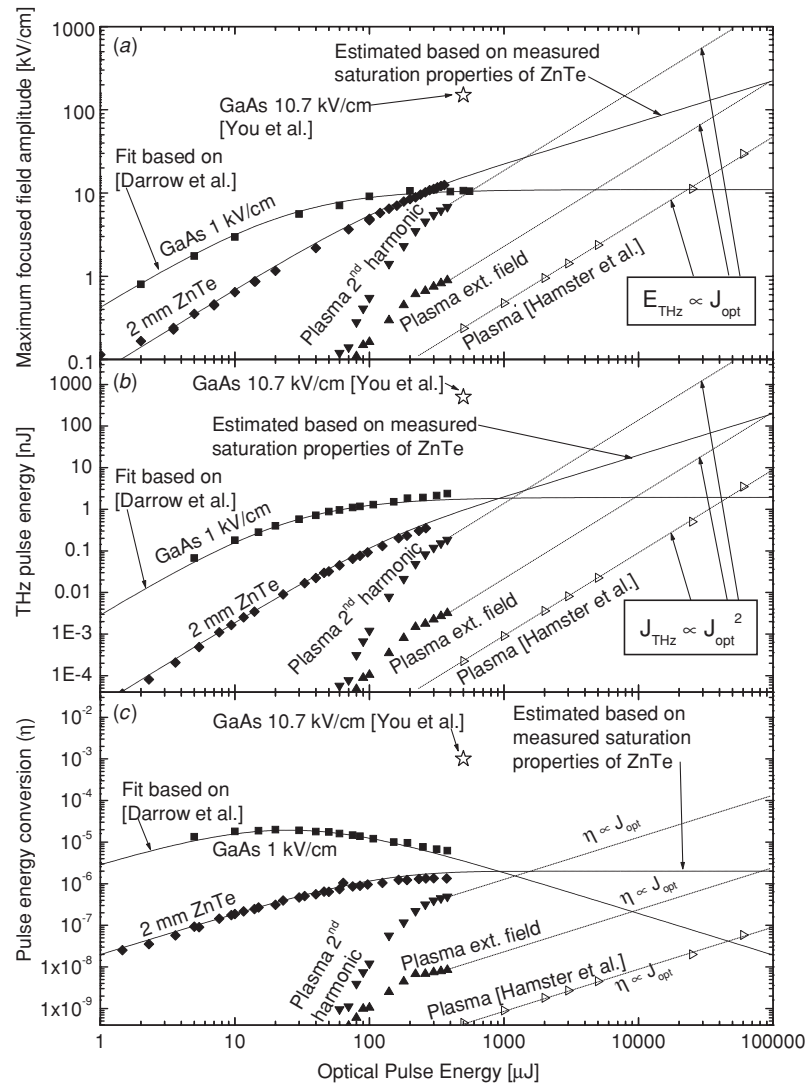 (a)
Maximum focused field amplitude [kV/cm]
1000
100
10
1
0.1
Estimated based on measured
saturation properties of ZnTe
GaAs 10.7 kV/cm
[You et al.]
Fit based on
[Darrow et al.]
GaAs 1 kV/cm
2 mm ZnTe
Plasma 2nd harmonic
Plasma ext. field
Plasma [Hamster et al.]
E_THz ∝ J_opt
(b)
THz pulse energy [nJ]
1000
100
10
1
0.1
0.01
1E-3
1E-4
GaAs 10.7 kV/cm [You et al.]
Estimated based on measured
saturation properties of ZnTe
Fit based on
[Darrow et al.]
GaAs 1 kV/cm
2 mm ZnTe
Plasma 2nd harmonic
Plasma ext. field
Plasma [Hamster et al.]
J_THz ∝ J_opt^2
(c)
Pulse energy conversion (η)
10^-2
10^-3
10^-4
10^-5
10^-6
10^-7
1x10^-8
1x10^-9
GaAs 10.7 kV/cm [You et al.]
Estimated based on
measured saturation
properties of ZnTe
Fit based on
[Darrow et al.]
GaAs 1 kV/cm
2 mm ZnTe
η ∝ J_opt
η ∝ J_opt
Plasma 2nd
harmonic
Plasma ext. field
Plasma [Hamster et al.]
η ∝ J_opt
1 10 100 1000 10000 100000
Optical Pulse Energy [μJ]